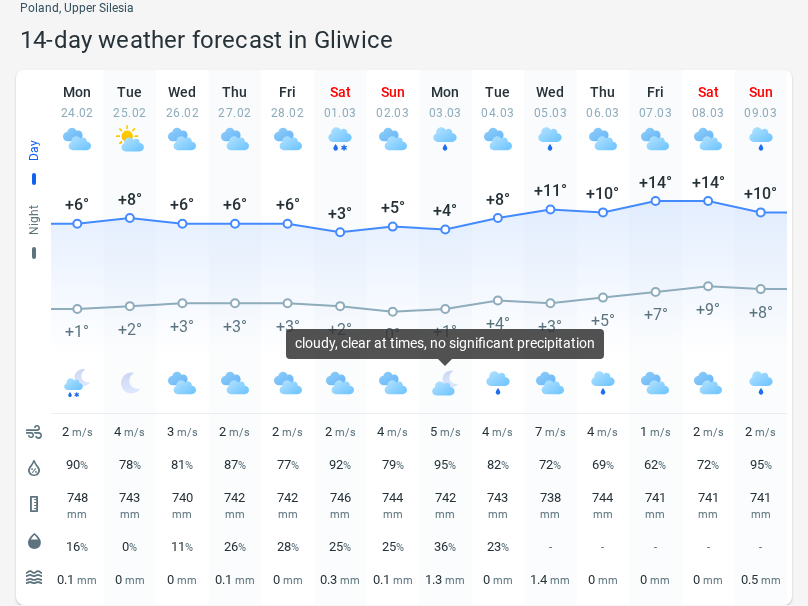 Poland, Upper Silesia
14-day weather forecast in Gliwice
Mon Tue Wed Thu Fri Sat Sun Mon Tue Wed Thu Fri Sat Sun
24.02 25.02 26.02 27.02 28.02 01.03 02.03 03.03 04.03 05.03 06.03 07.03 08.03 09.03
Day
+6° +8° +6° +6° +6° +3° +5° +4° +8° +11° +10° +14° +14° +10°
Night
+1° +2° +3° +3° +3° +2° 0° +1° +4° +3° +5° +7° +9° +8°
cloudy, clear at times, no significant precipitation
2 m/s 4 m/s 3 m/s 2 m/s 2 m/s 2 m/s 4 m/s 5 m/s 4 m/s 7 m/s 4 m/s 1 m/s 2 m/s 2 m/s
90% 78% 81% 87% 77% 92% 79% 95% 82% 72% 69% 62% 72% 95%
748 743 740 742 742 746 744 742 743 738 744 741 741 741
mm mm mm mm mm mm mm mm mm mm mm mm mm mm
16% 0% 11% 26% 28% 25% 25% 36% 23% - - - - -
0.1 mm 0 mm 0 mm 0.1 mm 0 mm 0.3 mm 0.1 mm 1.3 mm 0 mm 1.4 mm 0 mm 0 mm 0 mm 0.5 mm